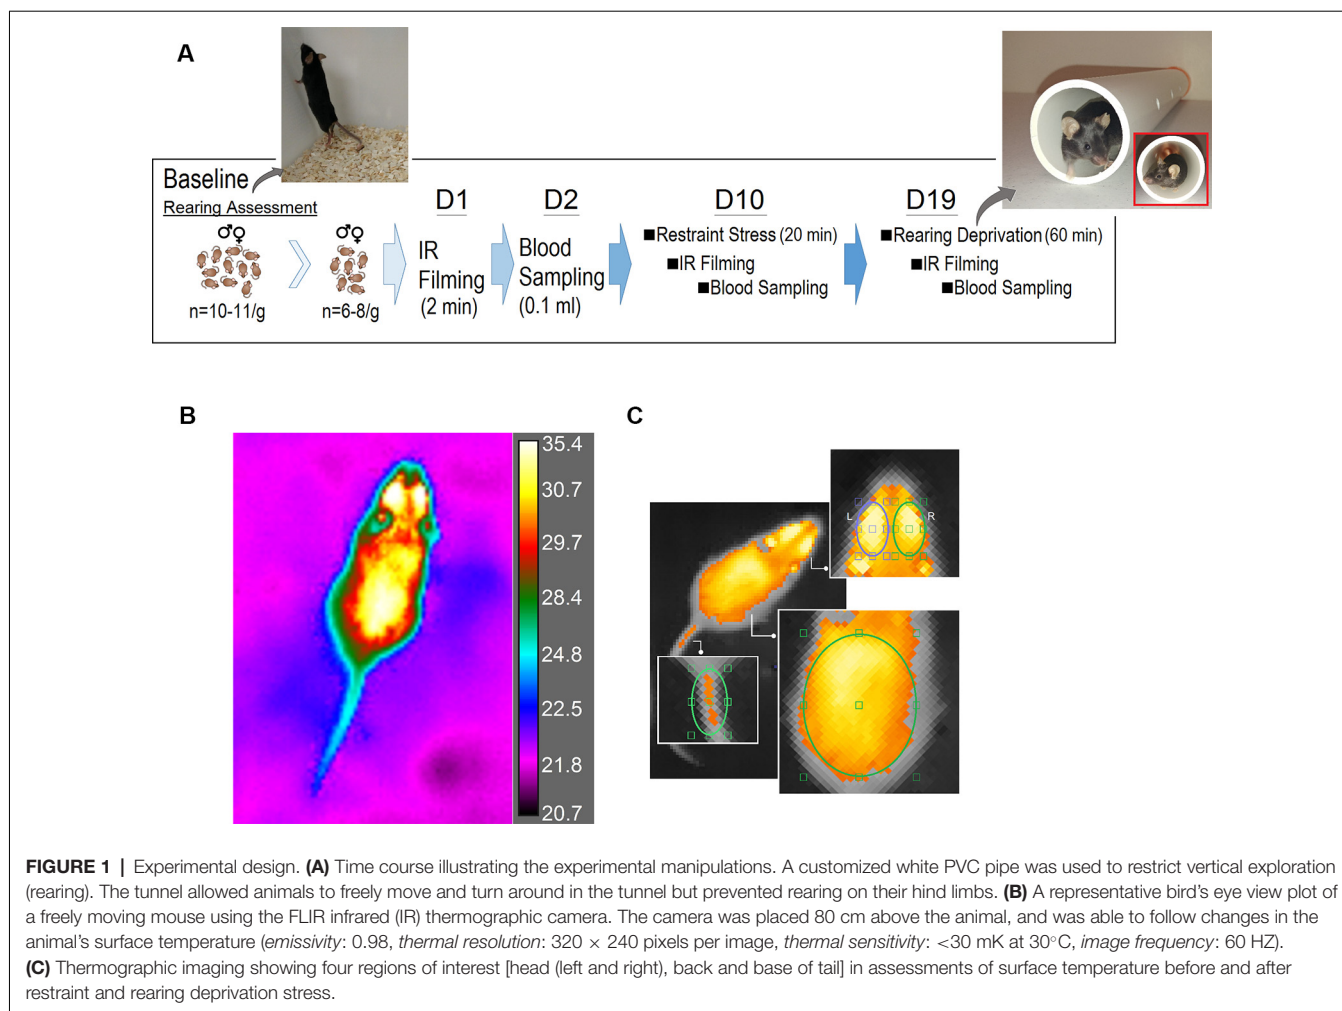 A
Baseline
Rearing Assessment
♂♀
♂♀
n=10-11/g
n=6-8/g
D1
IR
Filming
(2 min)
D2
Blood
Sampling
(0.1 ml)
D10
■Restraint Stress (20 min)
■IR Filming
■Blood Sampling
D19
■Rearing Deprivation (60 min)
■IR Filming
■Blood Sampling
B
35.4
30.7
29.7
28.4
24.8
22.5
21.8
20.7
C
L
R
FIGURE 1 | Experimental design. (A) Time course illustrating the experimental manipulations. A customized white PVC pipe was used to restrict vertical exploration
(rearing). The tunnel allowed animals to freely move and turn around in the tunnel but prevented rearing on their hind limbs. (B) A representative bird's eye view plot of
a freely moving mouse using the FLIR infrared (IR) thermographic camera. The camera was placed 80 cm above the animal, and was able to follow changes in the
animal's surface temperature (emissivity: 0.98, thermal resolution: 320 × 240 pixels per image, thermal sensitivity: <30 mK at 30°C, image frequency: 60 HZ).
(C) Thermographic imaging showing four regions of interest [head (left and right), back and base of tail] in assessments of surface temperature before and after
restraint and rearing deprivation stress.